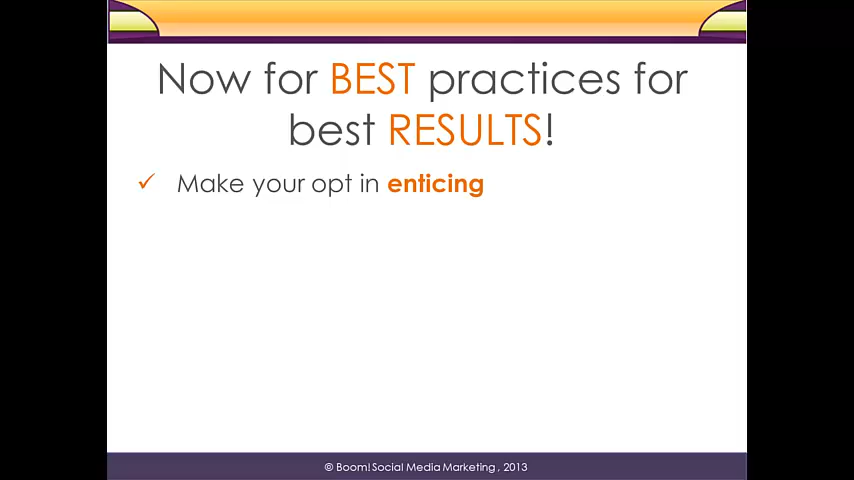 Now for BEST practices for
best RESULTS!
✓ Make your opt in enticing
© Boom! Social Media Marketing , 2013